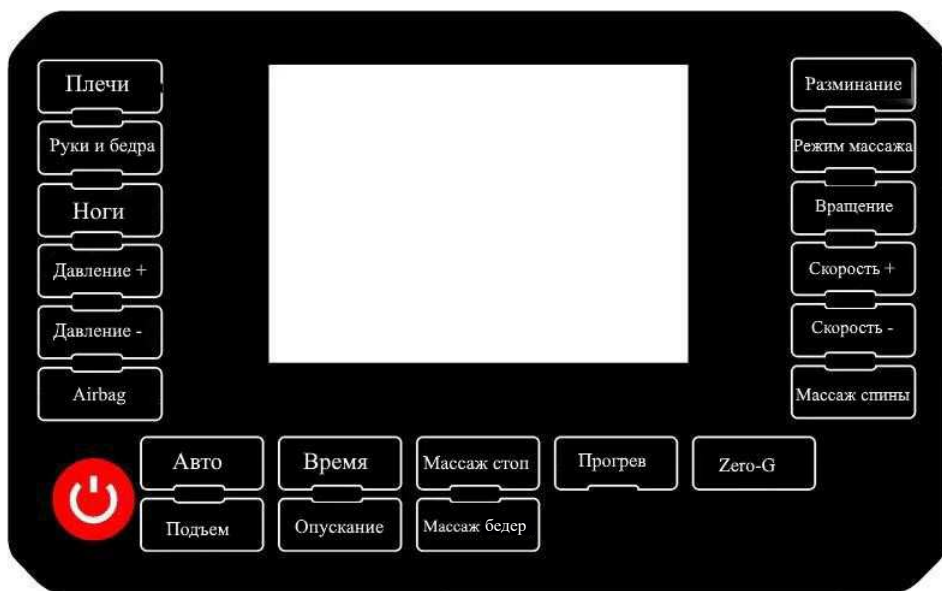 Плечи
Руки и бедра
Ноги
Давление +
Давление -
Airbag
Разминание
Режим массажа
Вращение
Скорость +
Скорость -
Массаж спины
Авто
Время
Массаж стоп
Прогрев
Zero-G
Подъем
Опускание
Массаж бедер